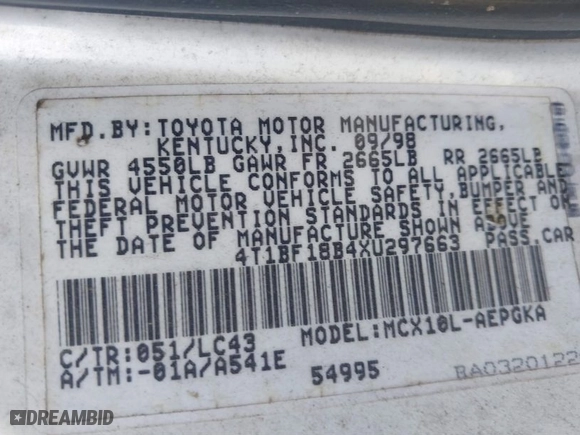 MFD.BY:TOYOTA MOTOR MANUFACTURING,
KENTUCKY,INC. 09/98
GVWR 4550LB GAWR FR 2665LB RR 2665LB
THIS VEHICLE CONFORMS TO ALL APPLICABLE
FEDERAL MOTOR VEHICLE SAFETY,BUMPER AND
THEFT PREVENTION STANDARDS IN EFFECT ON
THE DATE OF MANUFACTURE SHOWN ABOVE
4T1BF18B4XU297663 PASS.CAR
C/TR:051/LC43 MODEL:MCX10L-AEPGKA
A/TM:-01A/A541E
54995 BA0320122
DREAMBID